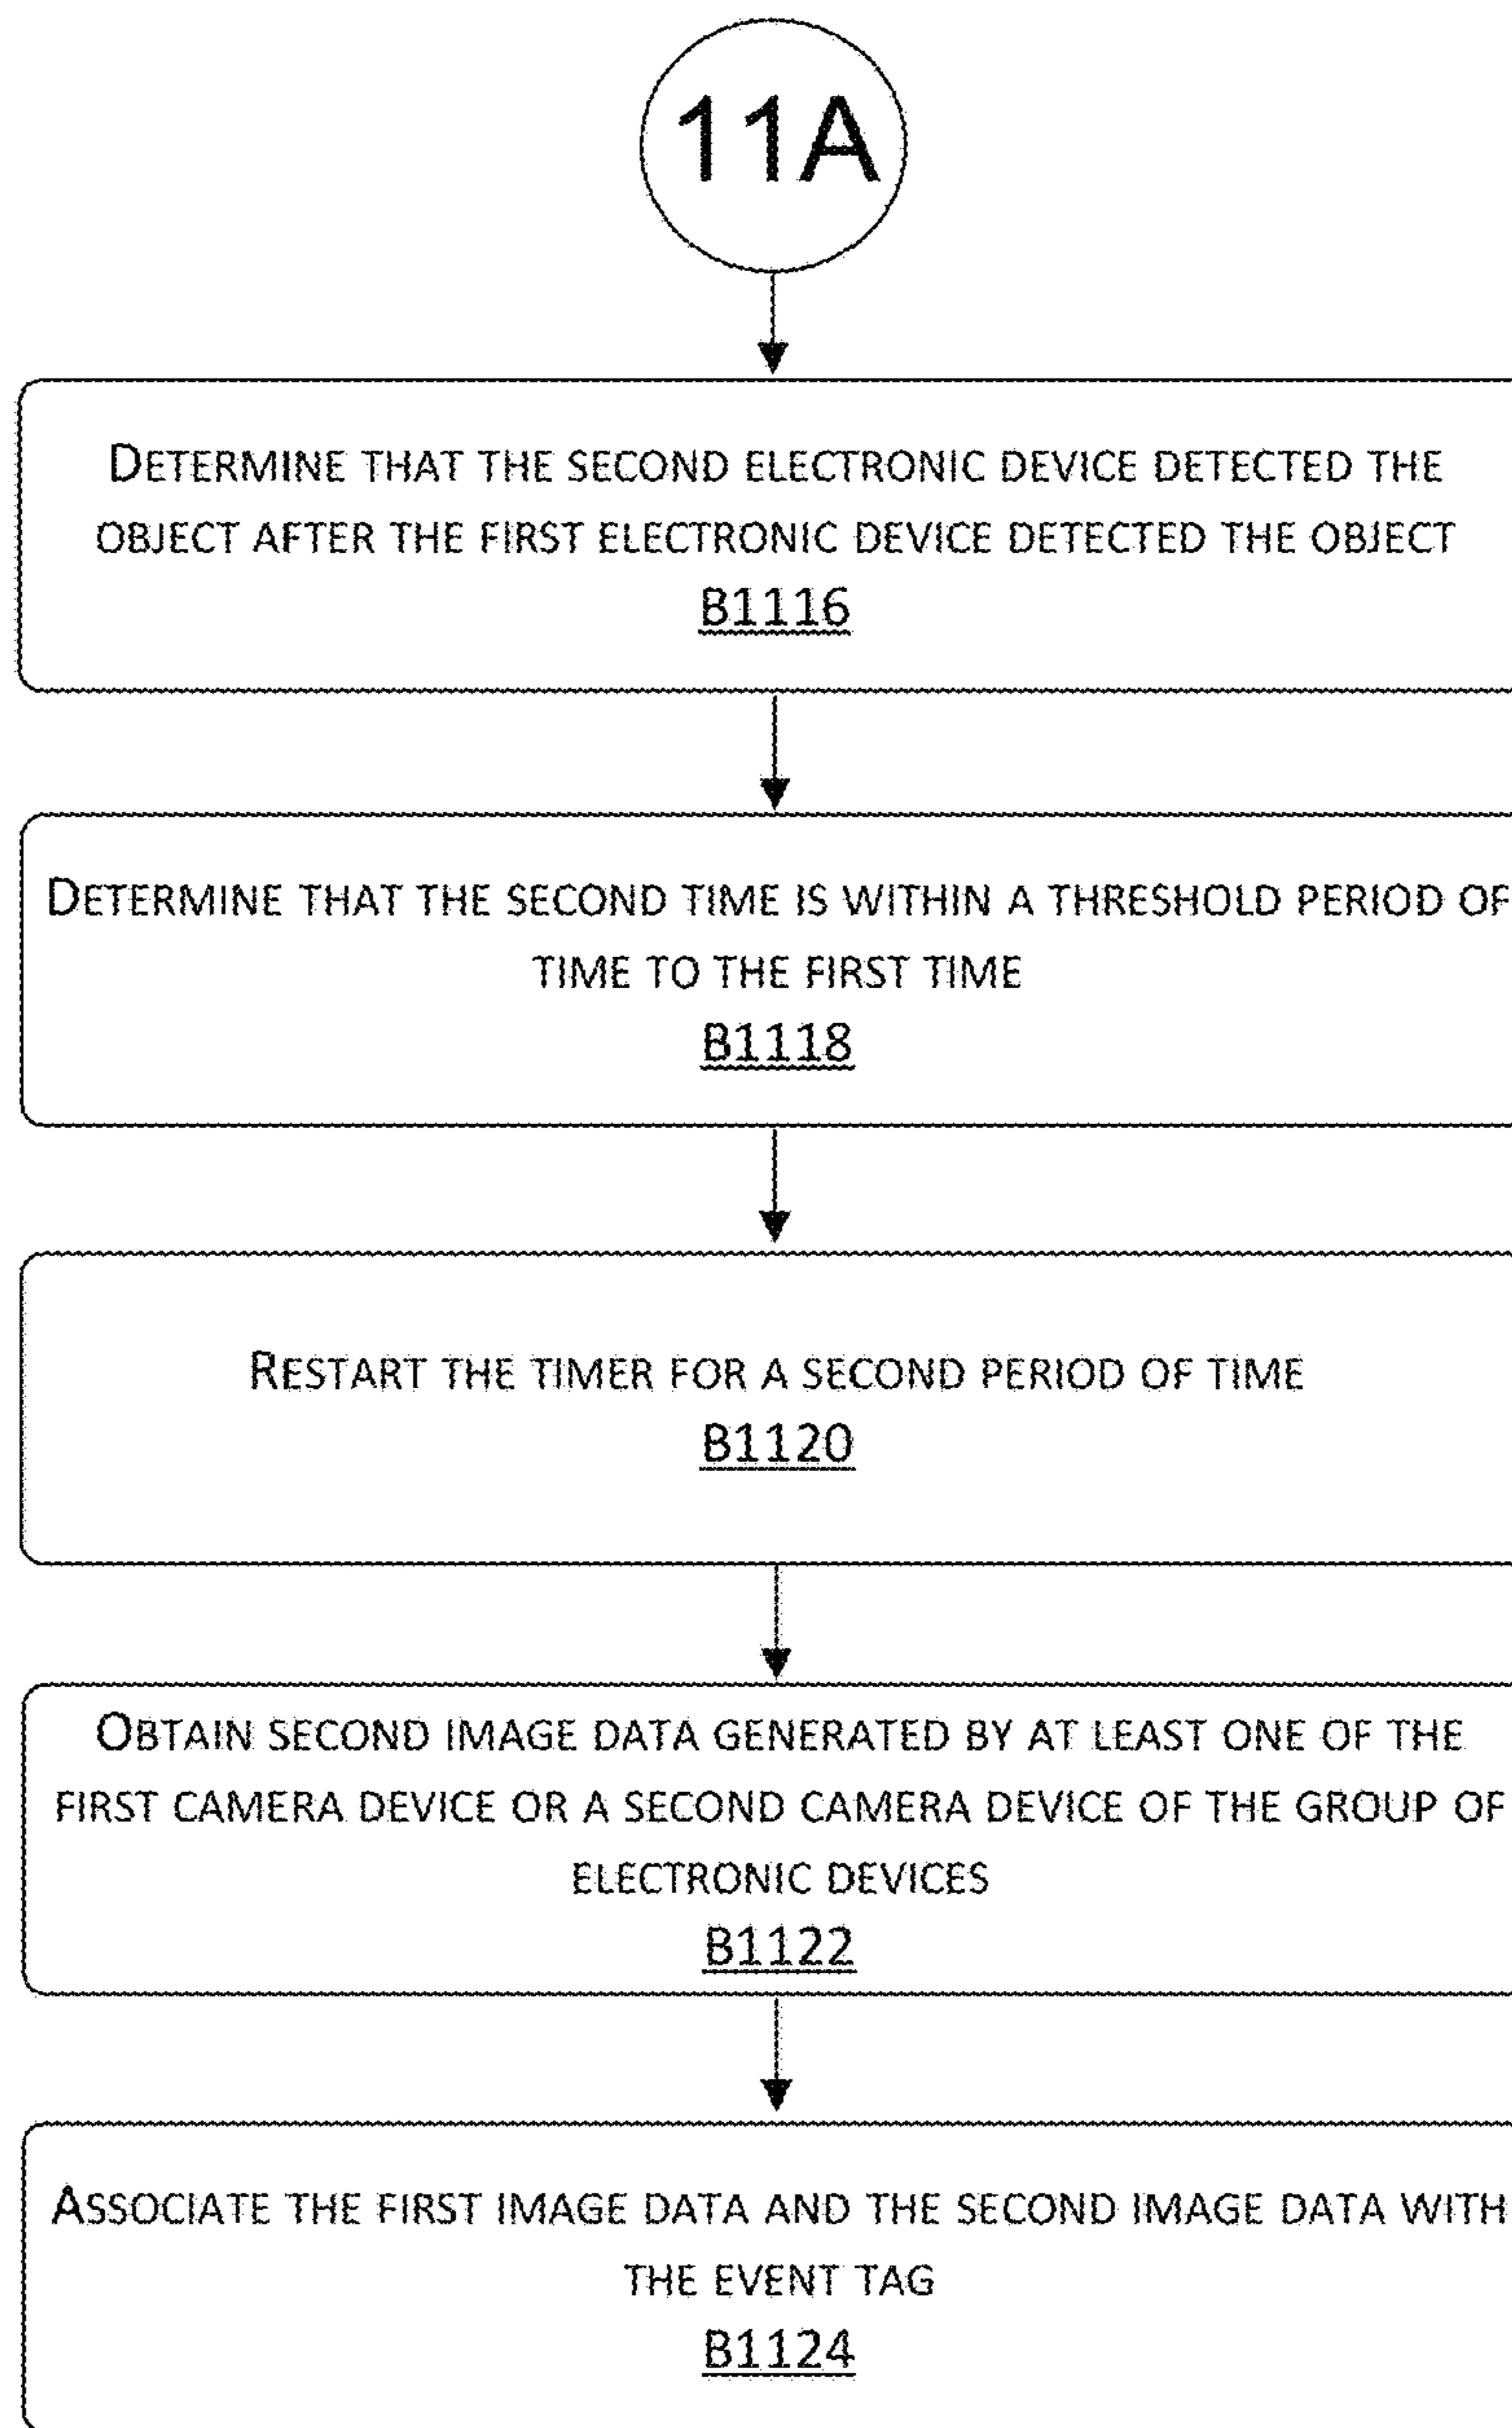 11A
DETERMINE THAT THE SECOND ELECTRONIC DEVICE DETECTED THE
OBJECT AFTER THE FIRST ELECTRONIC DEVICE DETECTED THE OBJECT
B1116
DETERMINE THAT THE SECOND TIME IS WITHIN A THRESHOLD PERIOD OF
TIME TO THE FIRST TIME
B1118
RESTART THE TIMER FOR A SECOND PERIOD OF TIME
B1120
OBTAIN SECOND IMAGE DATA GENERATED BY AT LEAST ONE OF THE
FIRST CAMERA DEVICE OR A SECOND CAMERA DEVICE OF THE GROUP OF
ELECTRONIC DEVICES
B1122
ASSOCIATE THE FIRST IMAGE DATA AND THE SECOND IMAGE DATA WITH
THE EVENT TAG
B1124